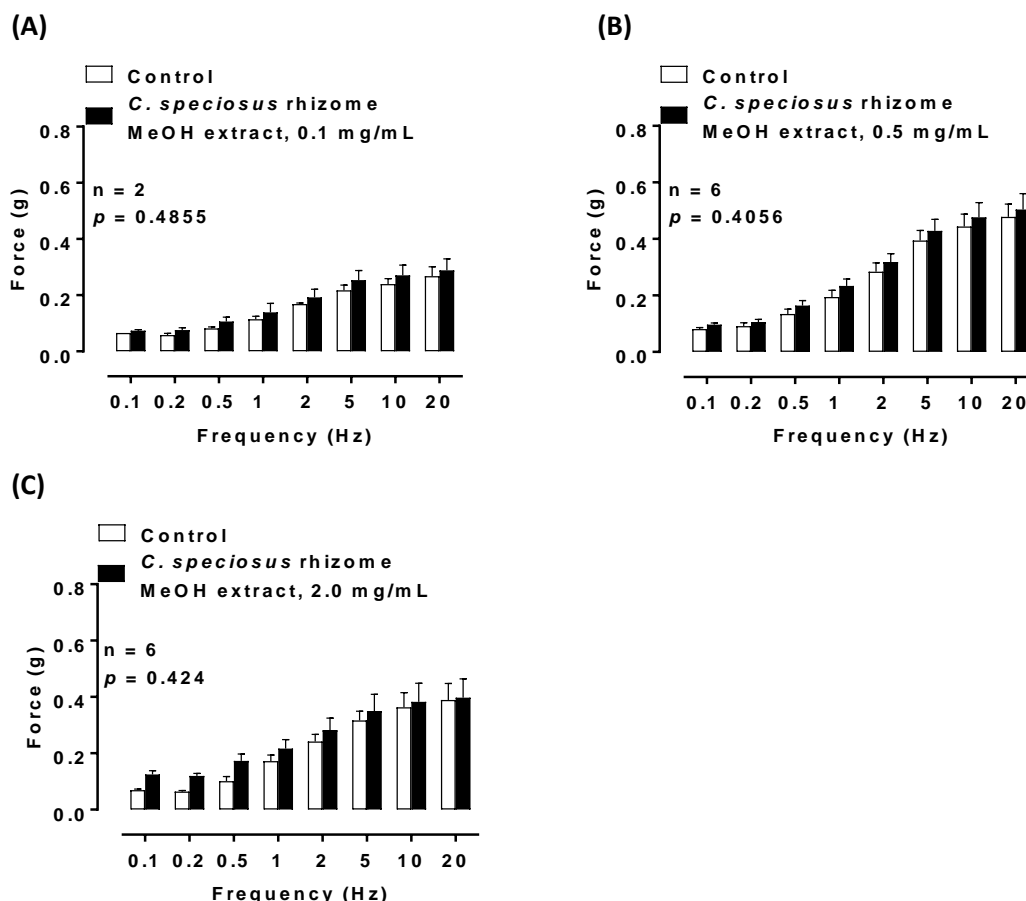 (A)
Control
C. speciosus rhizome
MeOH extract, 0.1 mg/mL
0.8
0.6
0.4
0.2
0.0
Force (g)
n = 2
p = 0.4855
0.1 0.2 0.5 1 2 5 10 20
Frequency (Hz)
(B)
Control
C. speciosus rhizome
MeOH extract, 0.5 mg/mL
0.8
0.6
0.4
0.2
0.0
Force (g)
n = 6
p = 0.4056
0.1 0.2 0.5 1 2 5 10 20
Frequency (Hz)
(C)
Control
C. speciosus rhizome
MeOH extract, 2.0 mg/mL
0.8
0.6
0.4
0.2
0.0
Force (g)
n = 6
p = 0.424
0.1 0.2 0.5 1 2 5 10 20
Frequency (Hz)